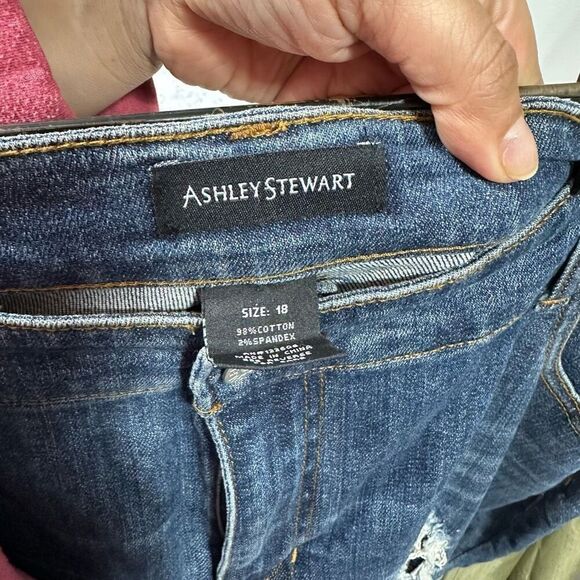 ASHLEY STEWART
SIZE: 18
98%COTTON
2%SPANDEX
MADE IN CHINA